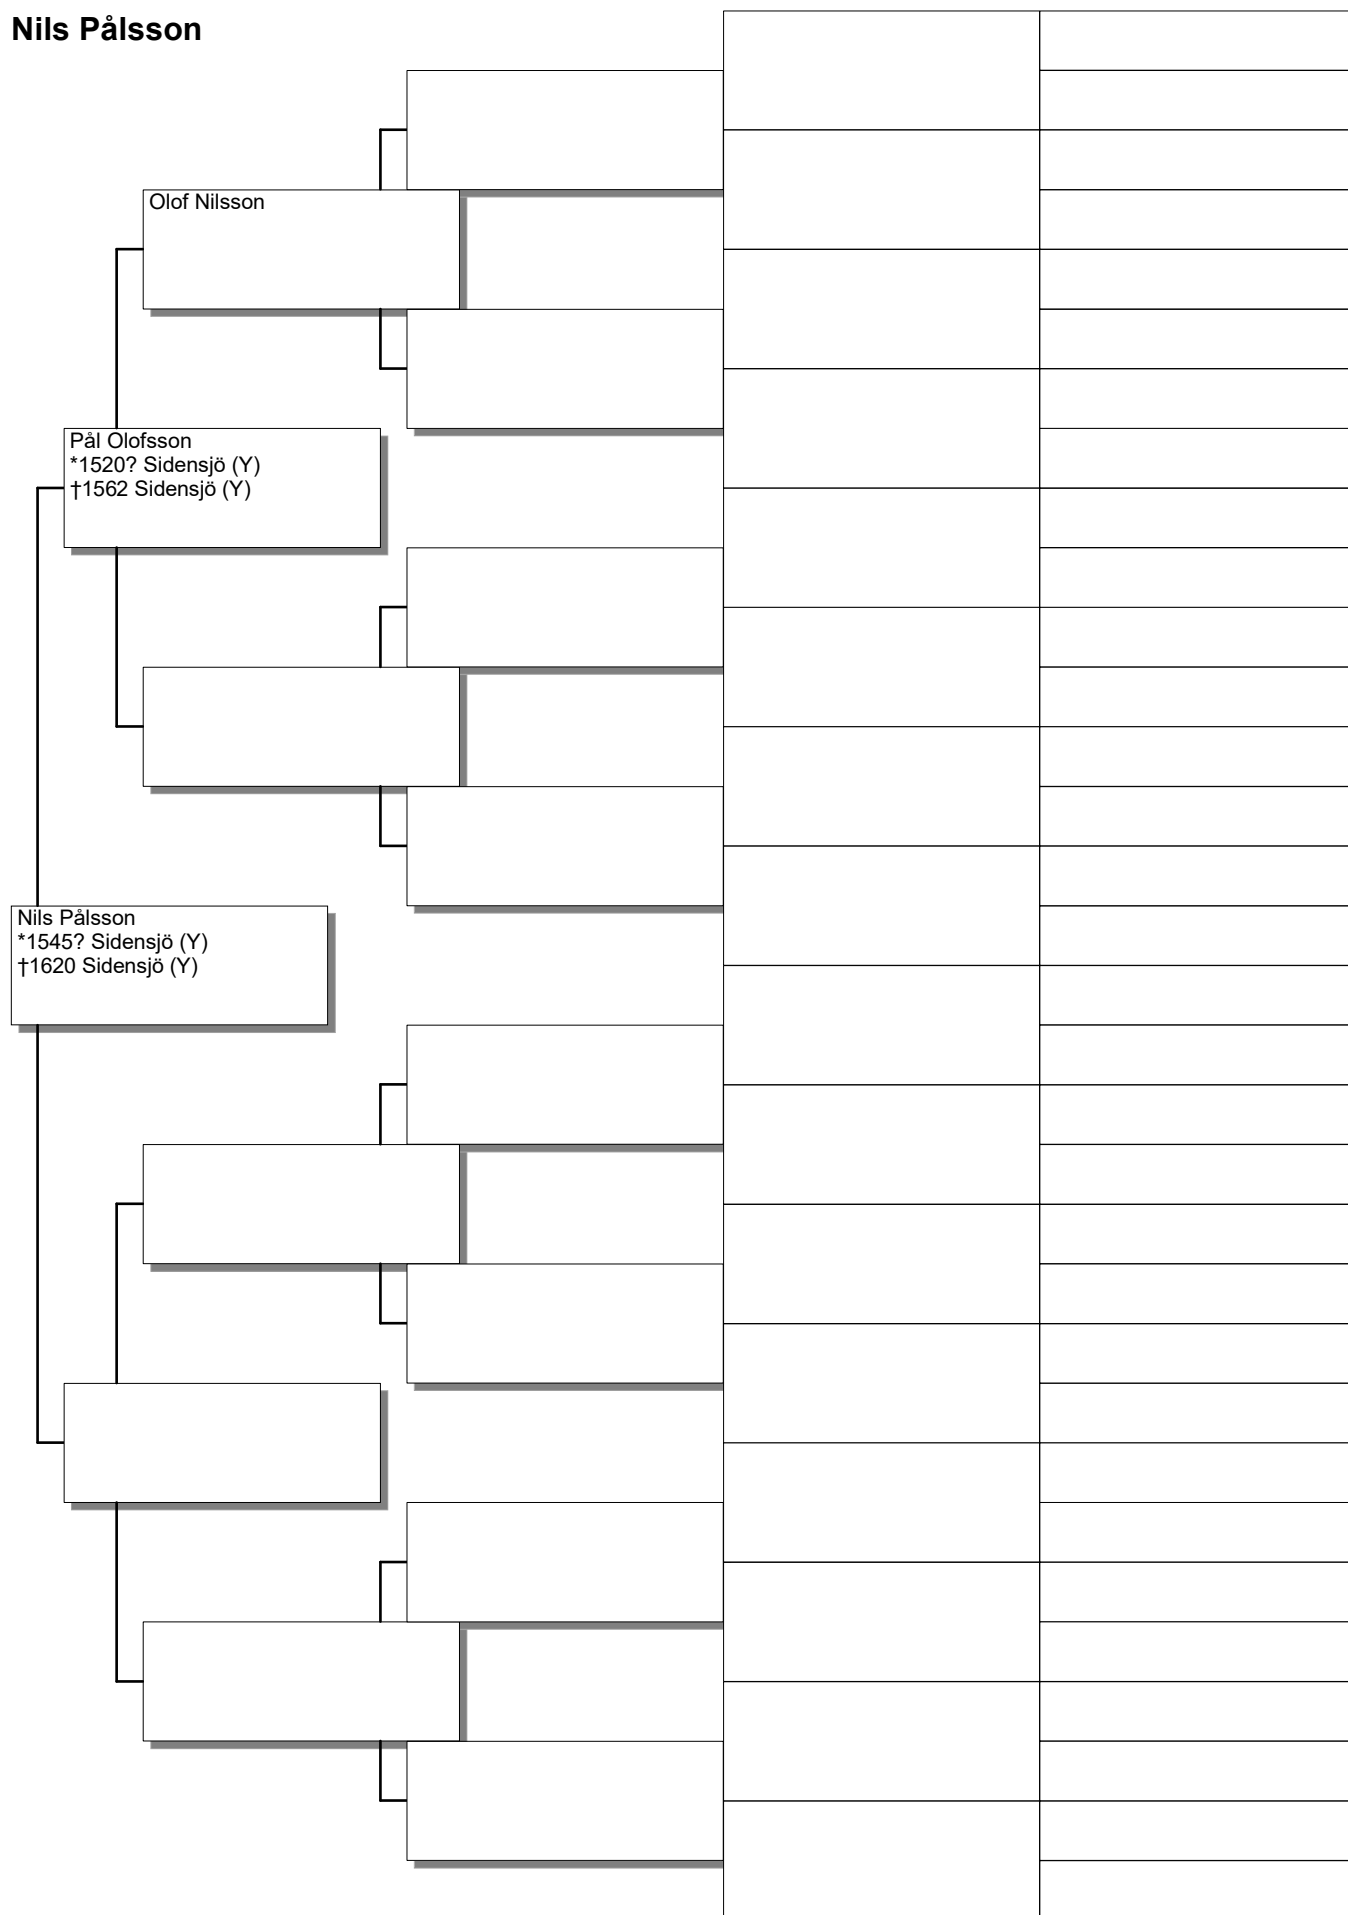 Nils Pålsson
Olof Nilsson
Pål Olofsson
*1520? Sidensjö (Y)
†1562 Sidensjö (Y)
Nils Pålsson
*1545? Sidensjö (Y)
†1620 Sidensjö (Y)